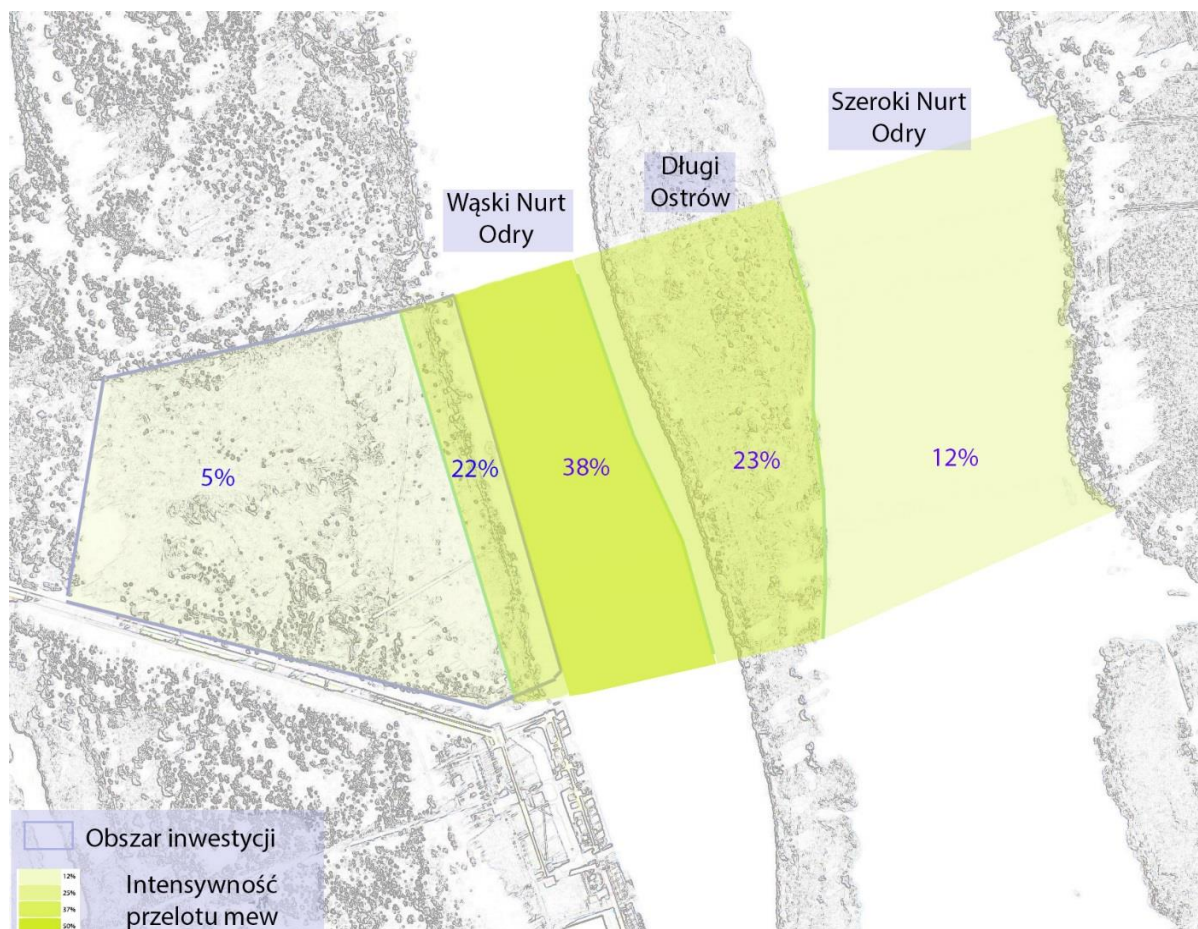 Szeroki Nurt
Odry
Długi
Ostrów
Wąski Nurt
Odry
5%
22%
38%
23%
12%
Obszar inwestycji
12%
25%
37%
50%
Intensywność
przelotu mew